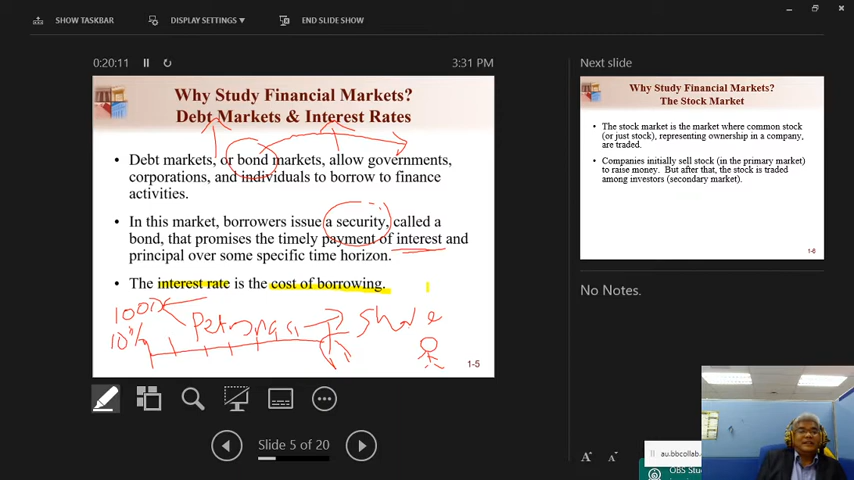 SHOW TASKBAR
DISPLAY SETTINGS ▼
END SLIDE SHOW
0:20:11
3:31 PM
Why Study Financial Markets?
Debt Markets & Interest Rates
• Debt markets, or bond markets, allow governments,
corporations, and individuals to borrow to finance
activities.
• In this market, borrowers issue a security, called a
bond, that promises the timely payment of interest and
principal over some specific time horizon.
• The interest rate is the cost of borrowing.
1000
10%
Petronas
Share
1-5
Slide 5 of 20
Next slide
Why Study Financial Markets?
The Stock Market
• The stock market is the market where common stock
(or just stock), representing ownership in a company,
are traded.
• Companies initially sell stock (in the primary market)
to raise money. But after that, the stock is traded
among investors (secondary market).
1-6
No Notes.
A A
au.bbcollab.
OBS Stu